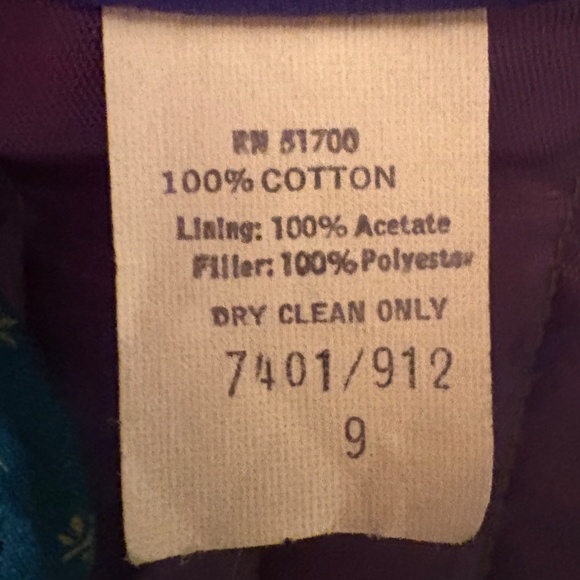 RN 51700
100% COTTON
Lining: 100% Acetate
Filler: 100% Polyester
DRY CLEAN ONLY
7401/912
9